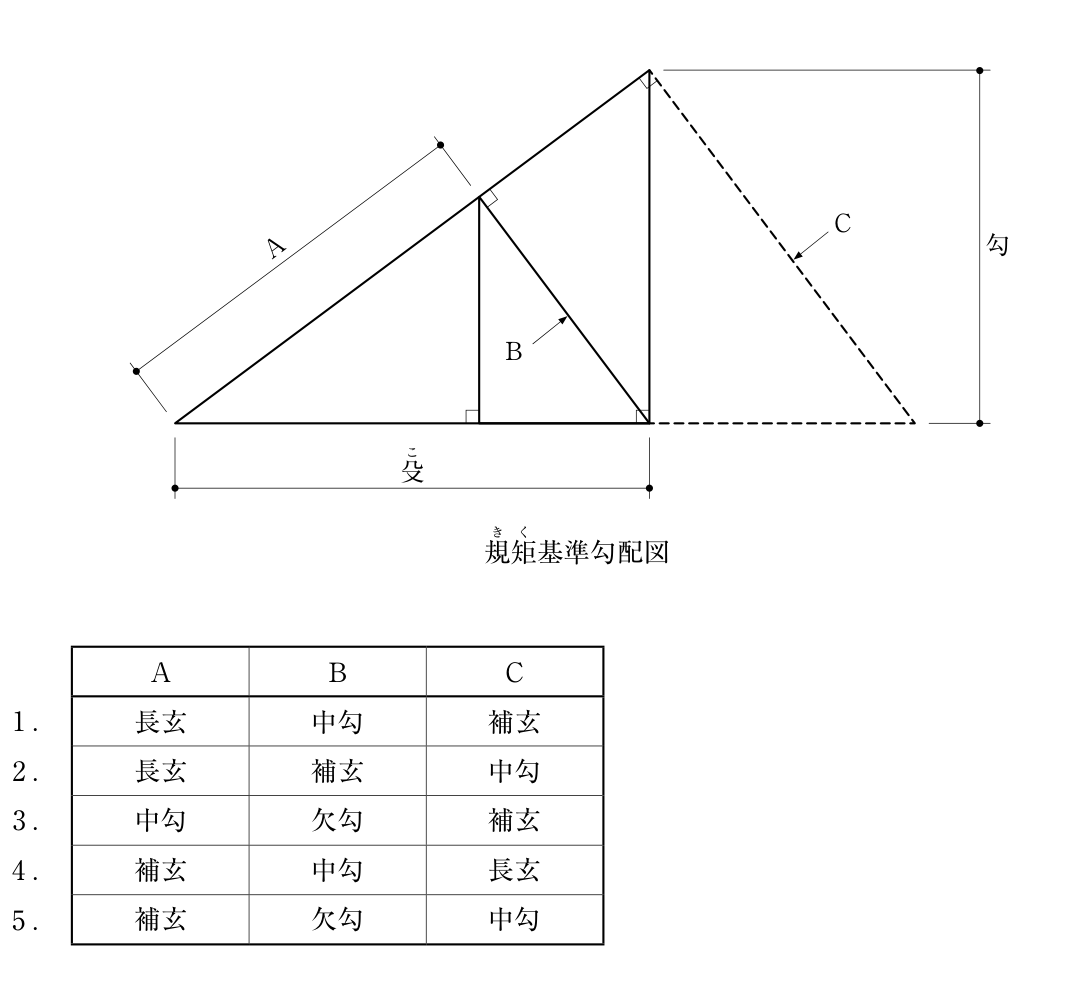 A
C
勾
B
こ
殳
きく
規矩基準勾配図
A B C
1. 長玄 中勾 補玄
2. 長玄 補玄 中勾
3. 中勾 欠勾 補玄
4. 補玄 中勾 長玄
5. 補玄 欠勾 中勾